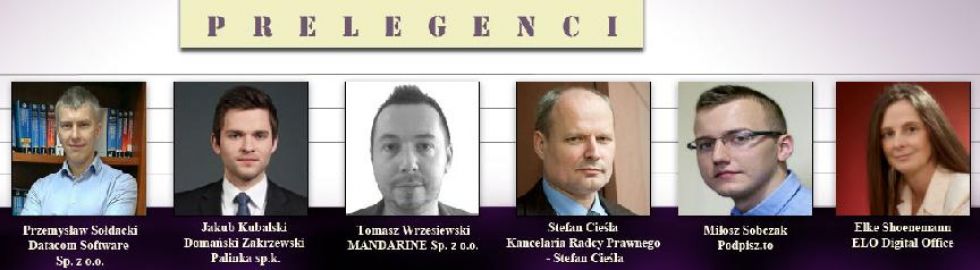 PRELEGENCI
Przemysław Sołdacki
Datacom Software
Sp. z o.o.
Jakub Kubalski
Domański Zakrzewski
Palinka sp.k.
Tomasz Wrzesiewski
MANDARINE Sp. z o.o.
Stefan Cieśla
Kancelaria Radcy Prawnego
- Stefan Cieśla
Miłosz Sobczak
Podpisz.to
Elke Shoenemann
ELO Digital Office